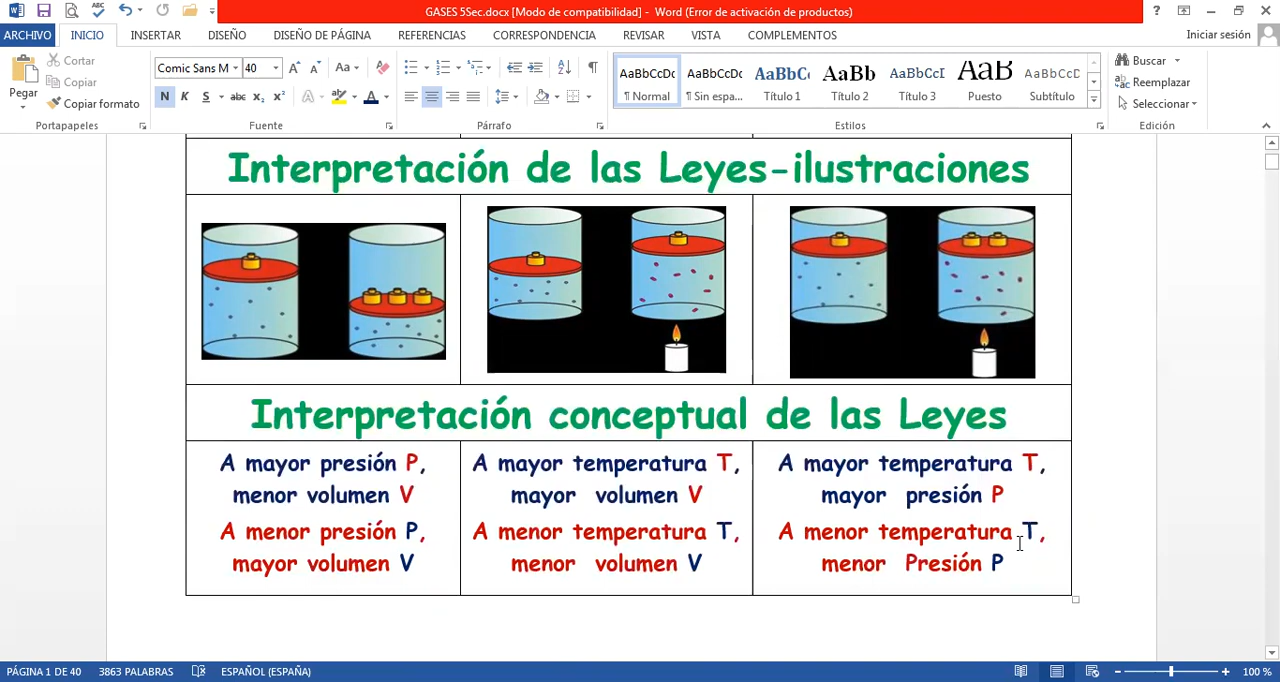 GASES 5Sec.docx [Modo de compatibilidad] - Word (Error de activación de productos)
ARCHIVO INICIO INSERTAR DISEÑO DISEÑO DE PÁGINA REFERENCIAS CORRESPONDENCIA REVISAR VISTA COMPLEMENTOS Iniciar sesión
Pegar
Cortar
Copiar
Copiar formato
Comic Sans M 40
N K S abc x₂ x²
AaBbCcDc AaBbCcDc AaBbC AaBb AaBbCcI AaB AaBbCcD
¶ Normal ¶ Sin espa... Título 1 Título 2 Título 3 Puesto Subtítulo
Buscar
Reemplazar
Seleccionar
Portapapeles Fuente Párrafo Estilos Edición
Interpretación de las Leyes-ilustraciones
Interpretación conceptual de las Leyes
A mayor presión P,
menor volumen V
A menor presión P,
mayor volumen V
A mayor temperatura T,
mayor volumen V
A menor temperatura T,
menor volumen V
A mayor temperatura T,
mayor presión P
A menor temperatura T,
menor Presión P
PÁGINA 1 DE 40 3863 PALABRAS ESPAÑOL (ESPAÑA) 100 %